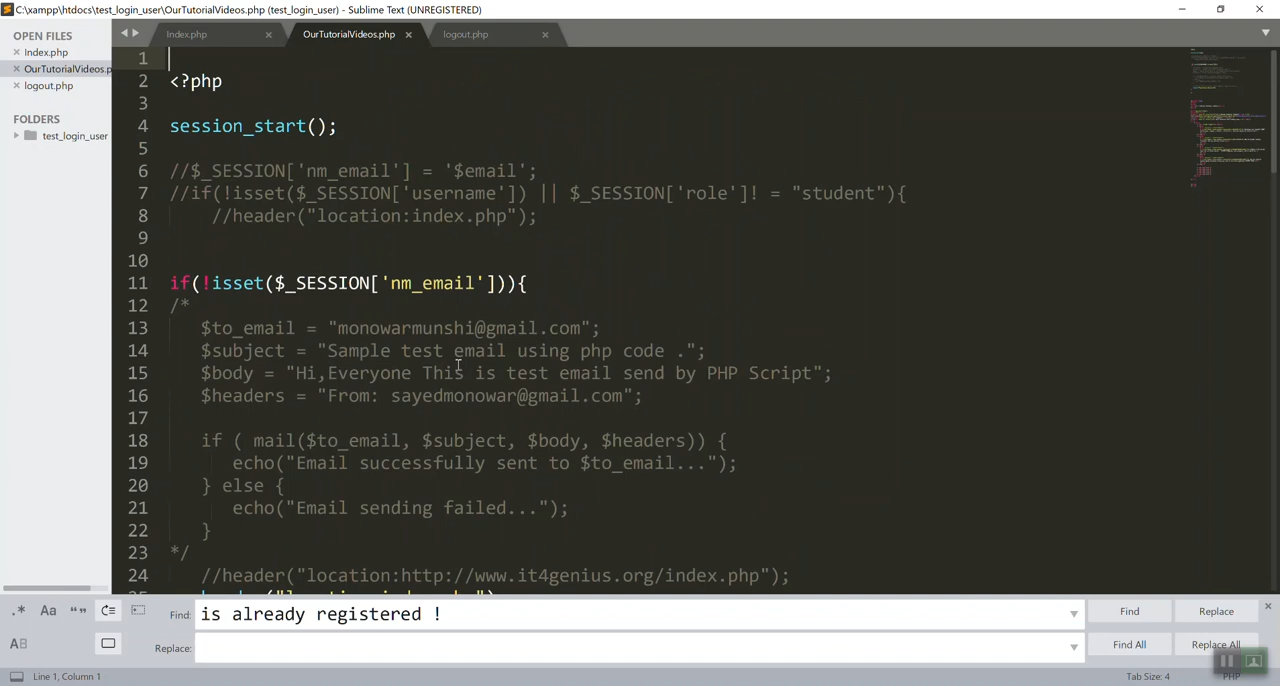 C:\xampp\htdocs\test_login_user\OurTutorialVideos.php (test_login_user) - Sublime Text (UNREGISTERED)
OPEN FILES
Index.php
OurTutorialVideos.p
logout.php
FOLDERS
test_login_user
Index.php
OurTutorialVideos.php
logout.php
1
2 <?php
3
4 session_start();
5
6 //$_SESSION['nm_email'] = '$email';
7 //if(!isset($_SESSION['username']) || $_SESSION['role']! = "student"){
8 //header("location:index.php");
9
10
11 if(!isset($_SESSION['nm_email'])){
12 /*
13 $to_email = "monowarmunshi@gmail.com";
14 $subject = "Sample test email using php code .";
15 $body = "Hi,Everyone This is test email send by PHP Script";
16 $headers = "From: sayedmonowar@gmail.com";
17
18 if ( mail($to_email, $subject, $body, $headers)) {
19 echo("Email successfully sent to $to_email...");
20 } else {
21 echo("Email sending failed...");
22 }
23 */
24 //header("location:http://www.it4genius.org/index.php");
.* Aa “ ”
Find: is already registered !
Find
Replace
AB
Replace:
Find All
Replace All
Line 1, Column 1
Tab Size: 4
PHP